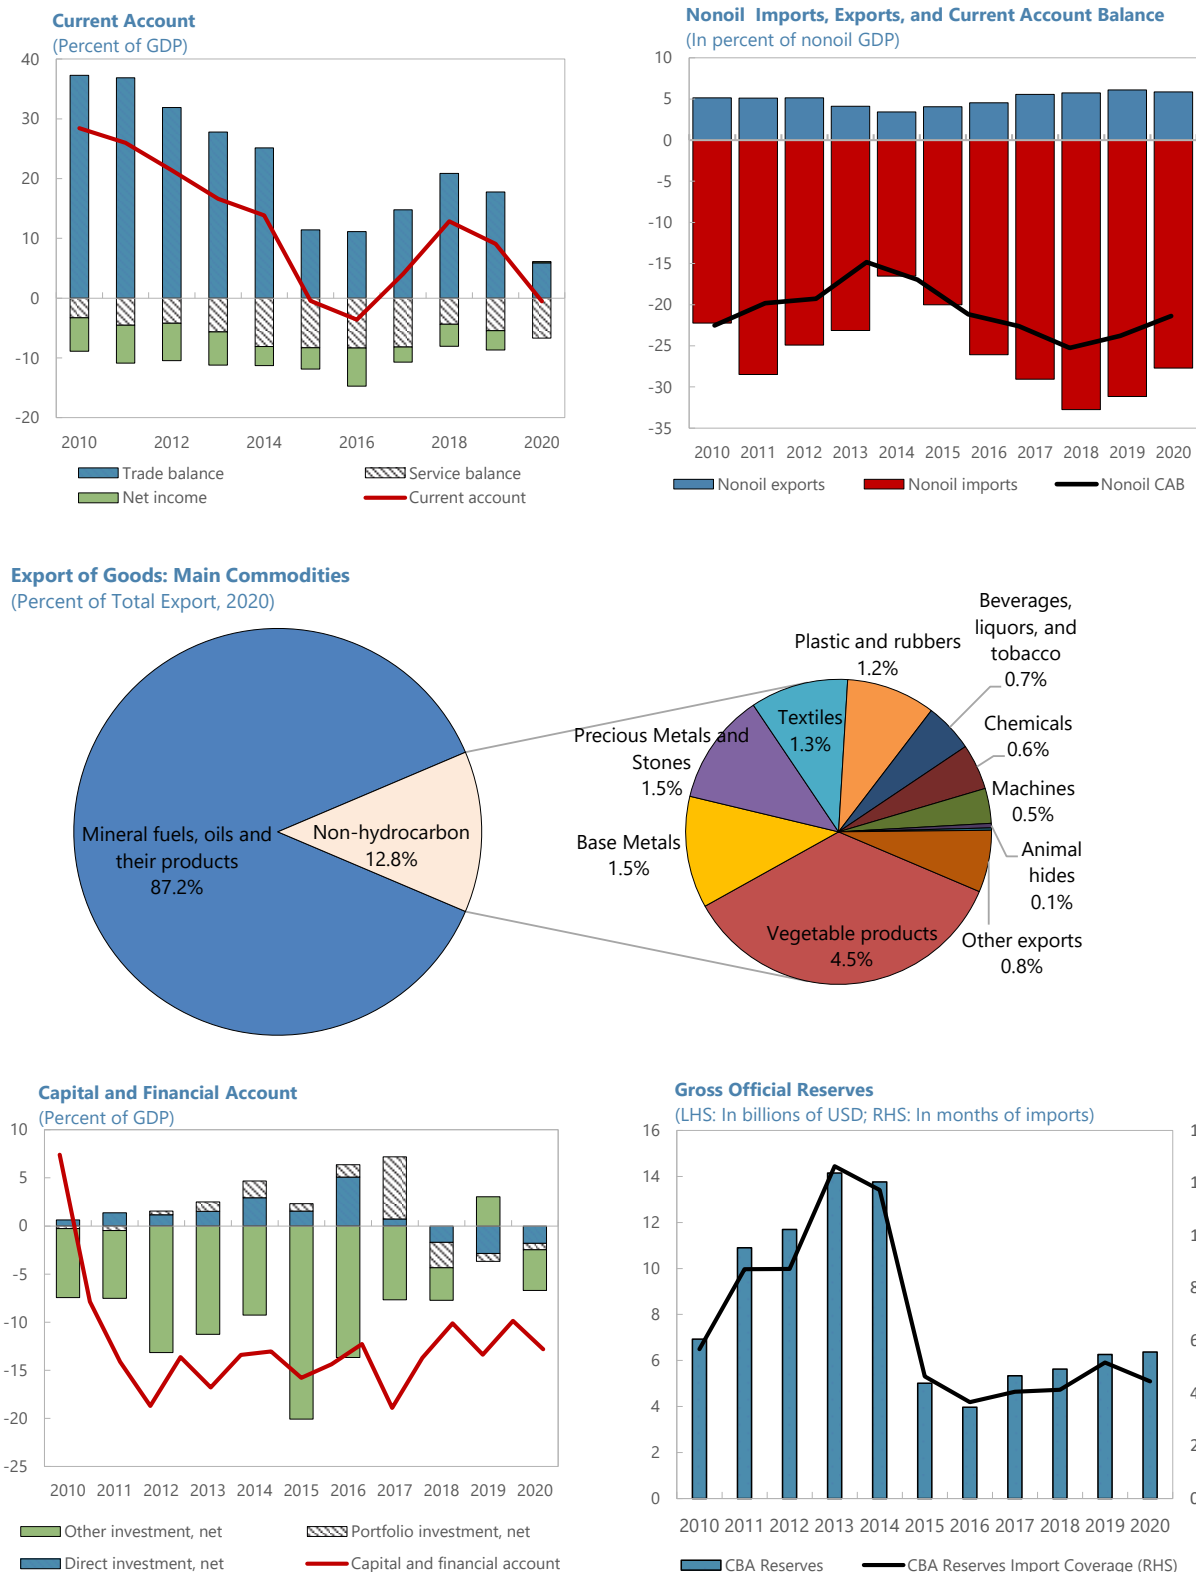 Current Account
(Percent of GDP)
40
30
20
10
0
-10
-20
2010 2012 2014 2016 2018 2020
Trade balance Service balance
Net income Current account
Nonoil Imports, Exports, and Current Account Balance
(In percent of nonoil GDP)
10
5
0
-5
-10
-15
-20
-25
-30
-35
2010 2011 2012 2013 2014 2015 2016 2017 2018 2019 2020
Nonoil exports Nonoil imports Nonoil CAB
Export of Goods: Main Commodities
(Percent of Total Export, 2020)
Mineral fuels, oils and
their products
87.2%
Non-hydrocarbon
12.8%
Plastic and rubbers
1.2%
Beverages,
liquors, and
tobacco
0.7%
Chemicals
0.6%
Machines
0.5%
Animal
hides
0.1%
Other exports
0.8%
Vegetable products
4.5%
Base Metals
1.5%
Precious Metals and
Stones
1.5%
Textiles
1.3%
Capital and Financial Account
(Percent of GDP)
10
5
0
-5
-10
-15
-20
-25
2010 2011 2012 2013 2014 2015 2016 2017 2018 2019 2020
Other investment, net Portfolio investment, net
Direct investment, net Capital and financial account
Gross Official Reserves
(LHS: In billions of USD; RHS: In months of imports)
16
14
12
10
8
6
4
2
0
8
6
4
2
0
2010 2011 2012 2013 2014 2015 2016 2017 2018 2019 2020
CBA Reserves CBA Reserves Import Coverage (RHS)